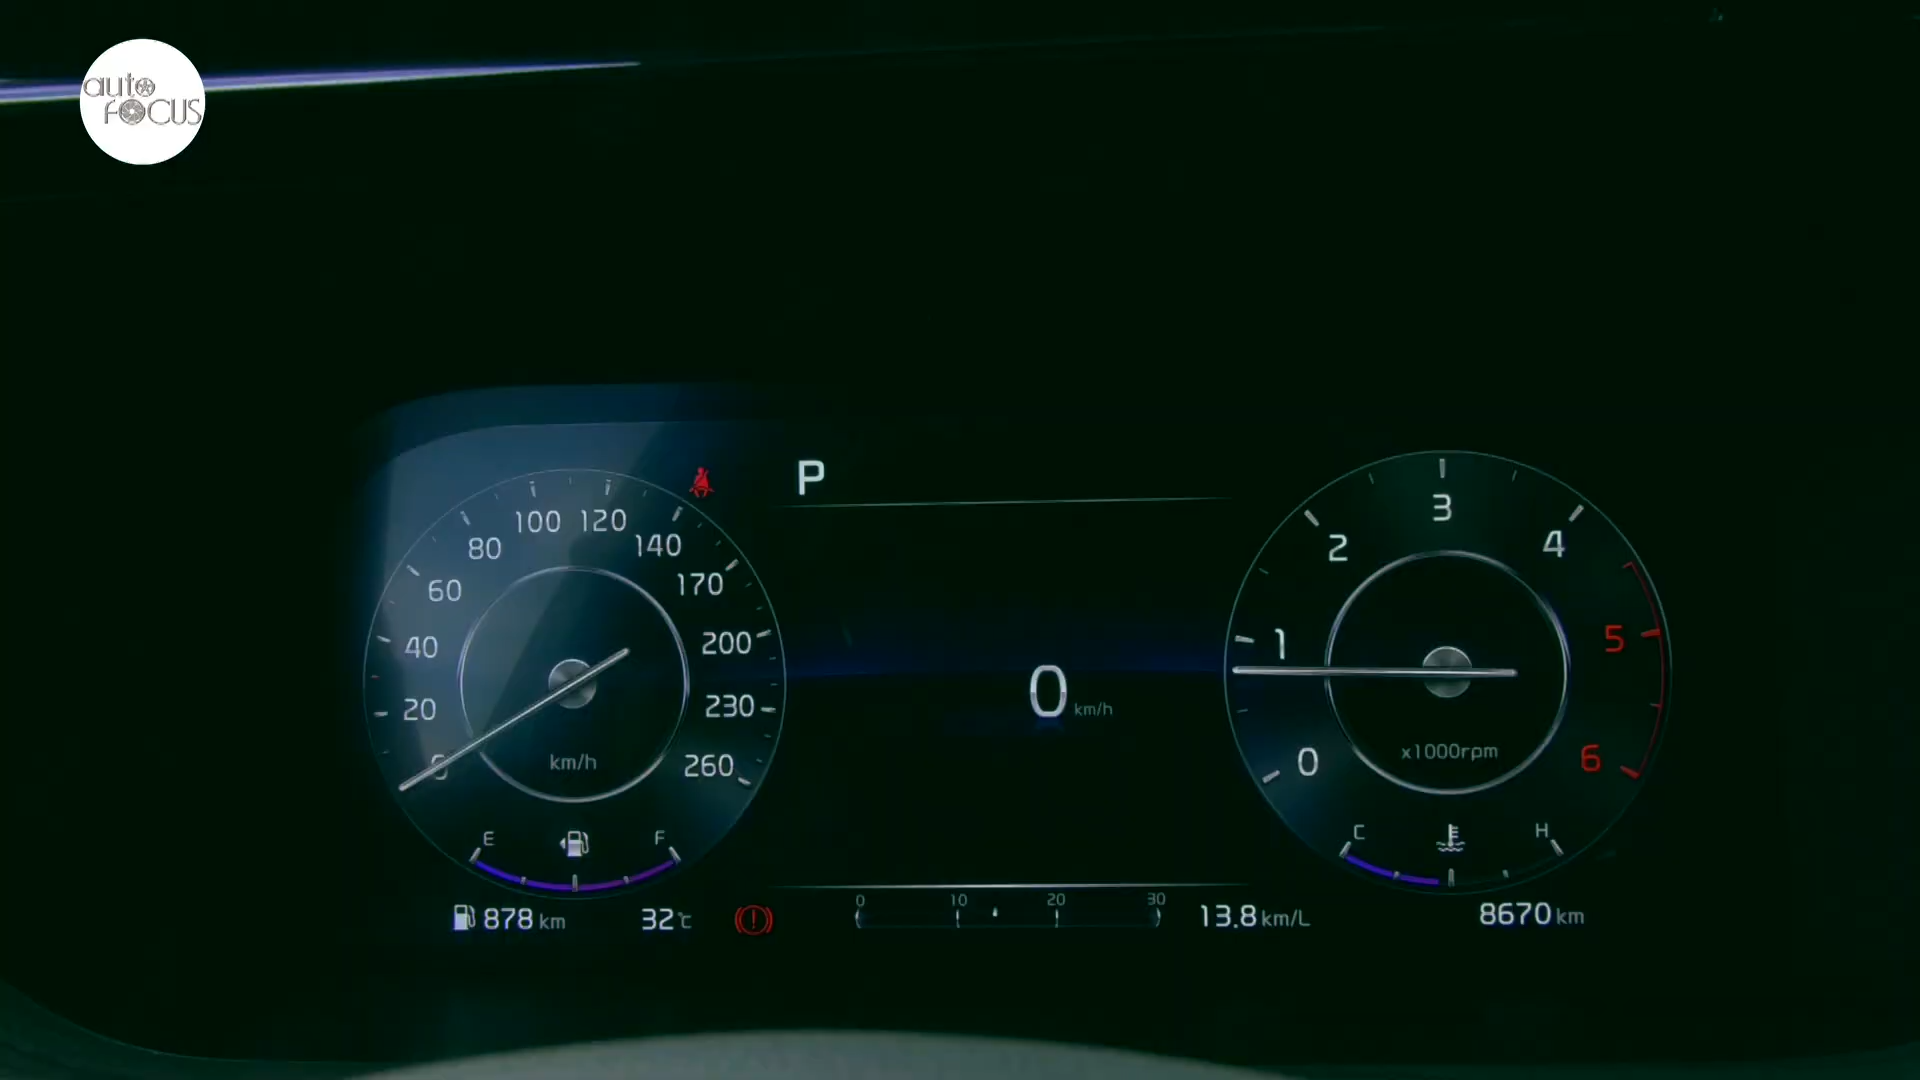 auto
FOCUS
P
100 120
80
140
60
170
40
200
20
230
0
260
km/h
E
F
0 km/h
3
2
4
1
5
0
6
x1000rpm
C
H
878 km
32℃
0 10 20 30
13.8 km/L
8670 km